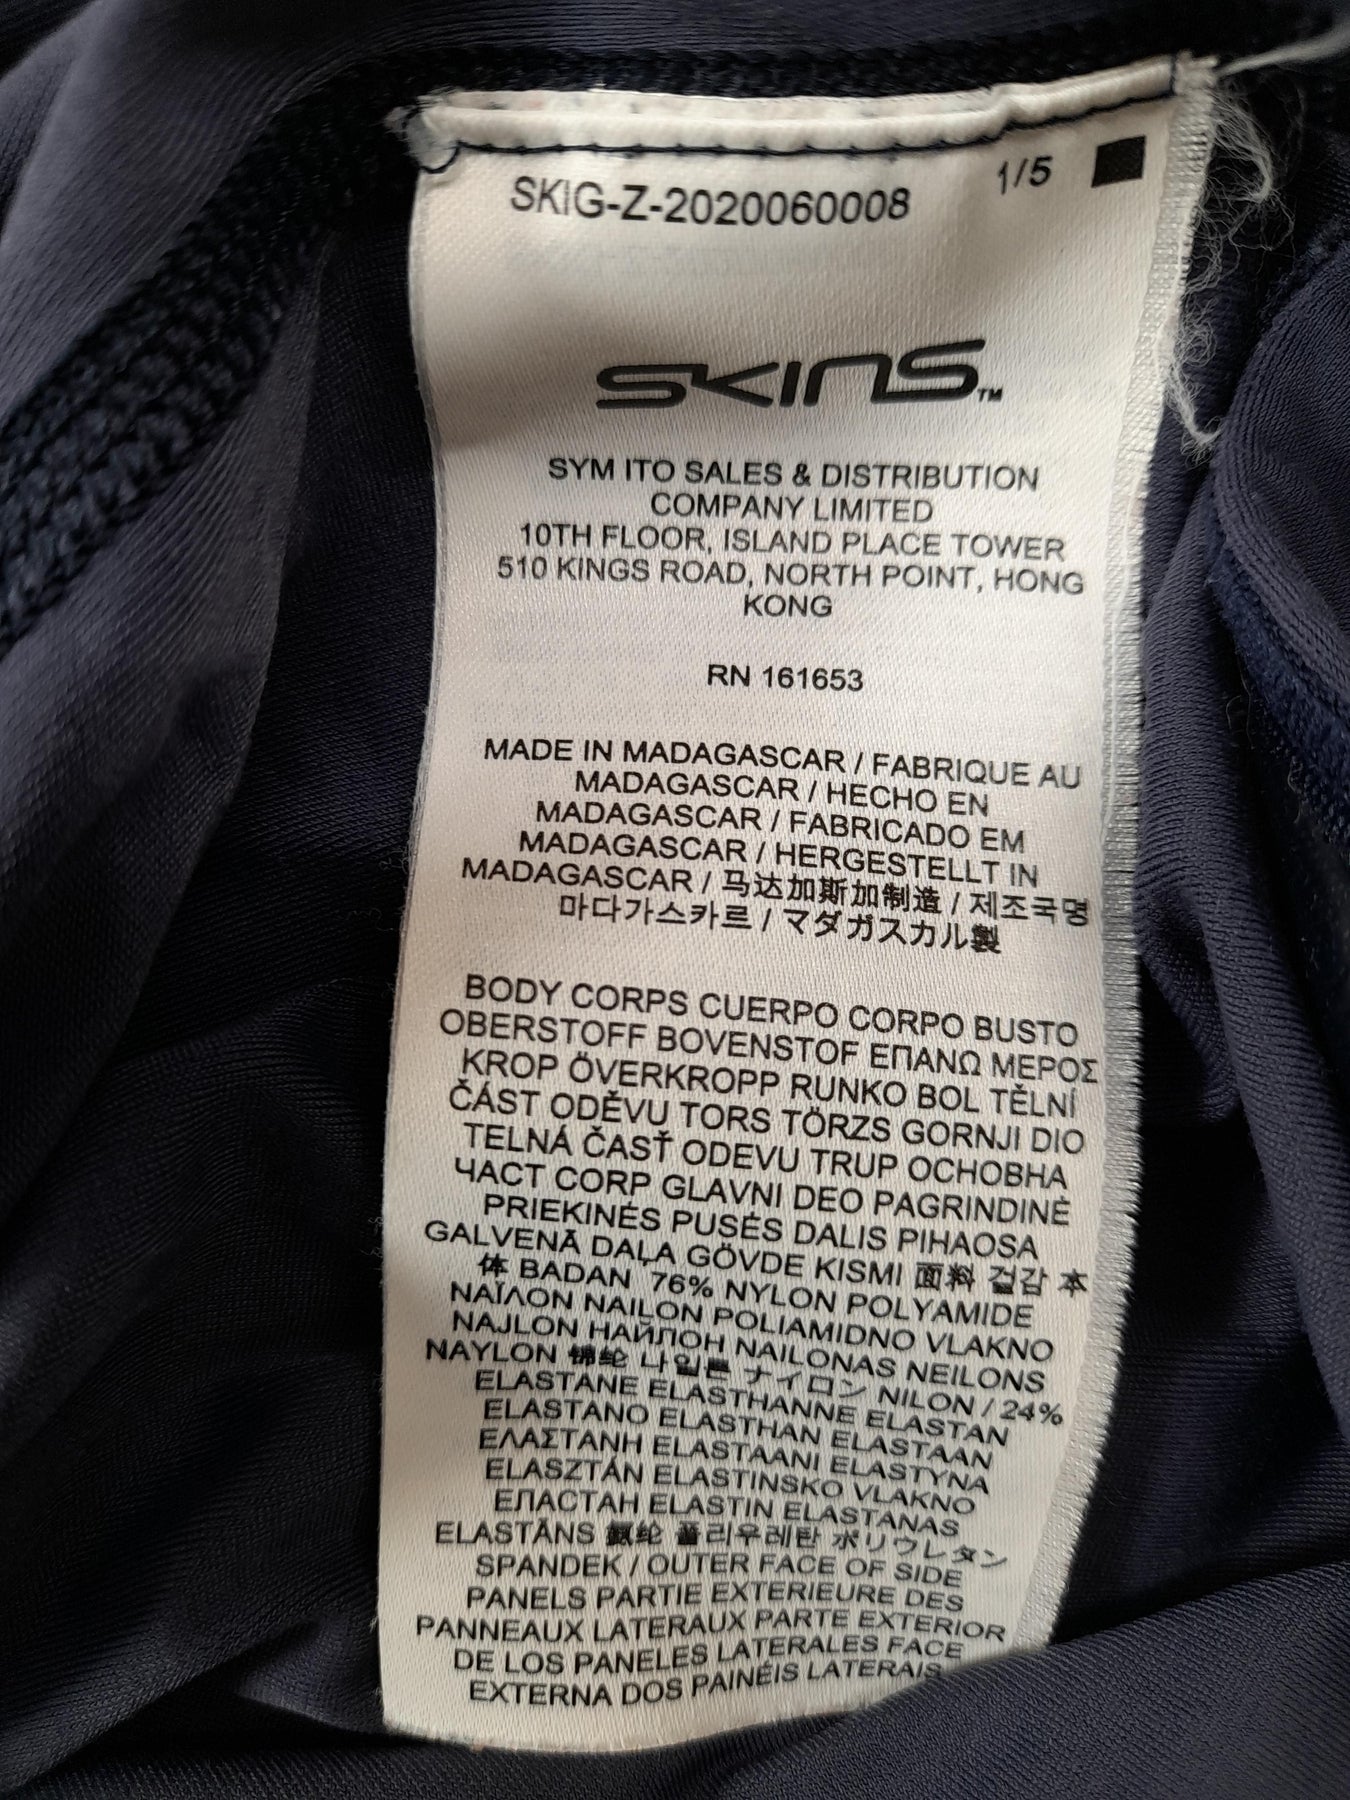 SKIG-Z-2020060008
1/5
SKINS™
SYM ITO SALES & DISTRIBUTION
COMPANY LIMITED
10TH FLOOR, ISLAND PLACE TOWER
510 KINGS ROAD, NORTH POINT, HONG
KONG
RN 161653
MADE IN MADAGASCAR / FABRIQUE AU
MADAGASCAR / HECHO EN
MADAGASCAR / FABRICADO EM
MADAGASCAR / HERGESTELLT IN
MADAGASCAR / 马达加斯加制造 / 제조국명
마다가스카르 / マダガスカル製
BODY CORPS CUERPO CORPO BUSTO
OBERSTOFF BOVENSTOF ΕΠΑΝΩ ΜΕΡΟΣ
KROP ÖVERKROPP RUNKO BOL TĚLNÍ
ČÁST ODĚVU TORS TÖRZS GORNJI DIO
TELNÁ ČASŤ ODEVU TRUP ОСНОВНА
ЧАСТ CORP GLAVNI DEO PAGRINDINĖ
PRIEKINĖS PUSĖS DALIS PIHAOSA
GALVENĀ DAĻA GÖVDE KISMI 面料 겉감 本
体 BADAN 76% NYLON POLYAMIDE
ΝΑΪΛΟΝ NAILON POLIAMIDNO VLAKNO
NAJLON НАЙЛОН NAILONAS NEILONS
NAYLON 锦纶 나일론 ナイロン NILON / 24%
ELASTANE ELASTHANNE ELASTAN
ELASTANO ELASTHAN ELASTAAN
ΕΛΑΣΤΑΝΗ ELASTAANI ELASTYNA
ELASZTÁN ELASTINSKO VLAKNO
ЕЛАСТАН ELASTIN ELASTANAS
ELASTĀNS 氨纶 폴리우레탄 ポリウレタン
SPANDEK / OUTER FACE OF SIDE
PANELS PARTIE EXTERIEURE DES
PANNEAUX LATERAUX PARTE EXTERIOR
DE LOS PANELES LATERALES FACE
EXTERNA DOS PAINÉIS LATERAIS